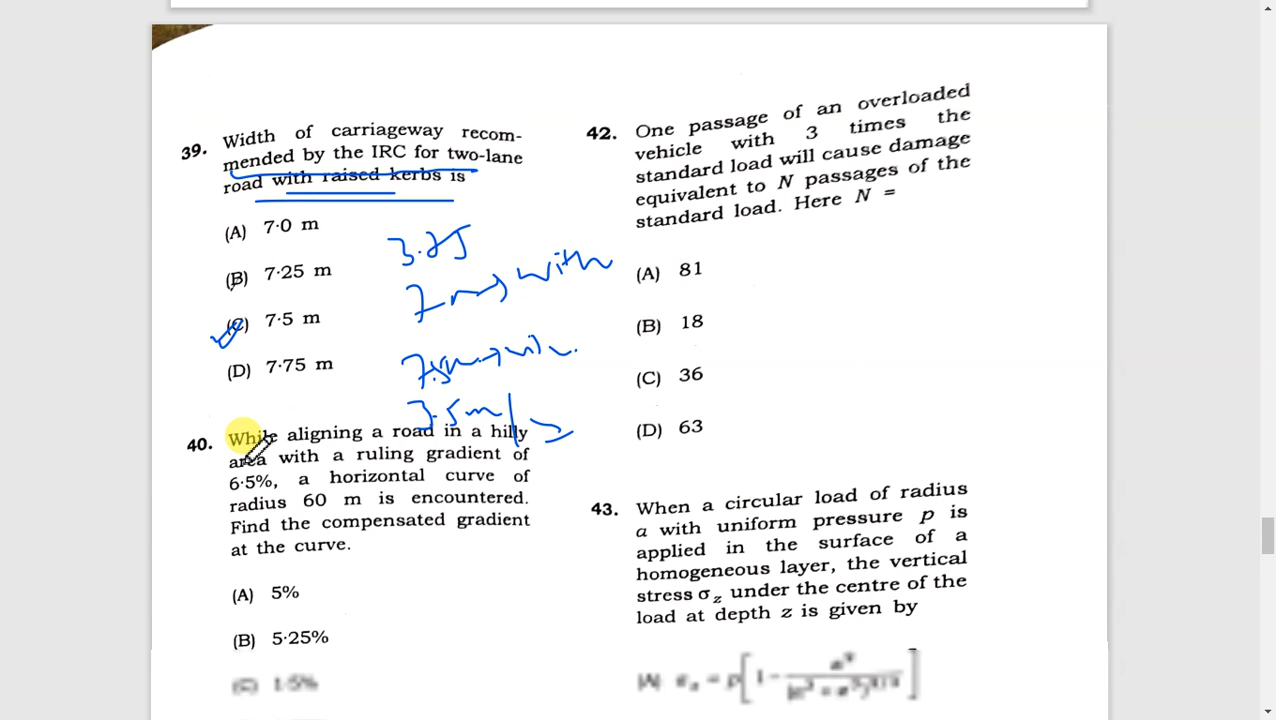 39. Width of carriageway recom-
mended by the IRC for two-lane
road with raised kerbs is
(A) 7·0 m
(B) 7·25 m
(C) 7·5 m
(D) 7·75 m
3.75
7m → with
7.5m →
3.5m/
40. While aligning a road in a hilly
area with a ruling gradient of
6·5%, a horizontal curve of
radius 60 m is encountered.
Find the compensated gradient
at the curve.
(A) 5%
(B) 5·25%
(C) 1·5%
42. One passage of an overloaded
vehicle with 3 times the
standard load will cause damage
equivalent to N passages of the
standard load. Here N =
(A) 81
(B) 18
(C) 36
(D) 63
43. When a circular load of radius
a with uniform pressure p is
applied in the surface of a
homogeneous layer, the vertical
stress σz under the centre of the
load at depth z is given by